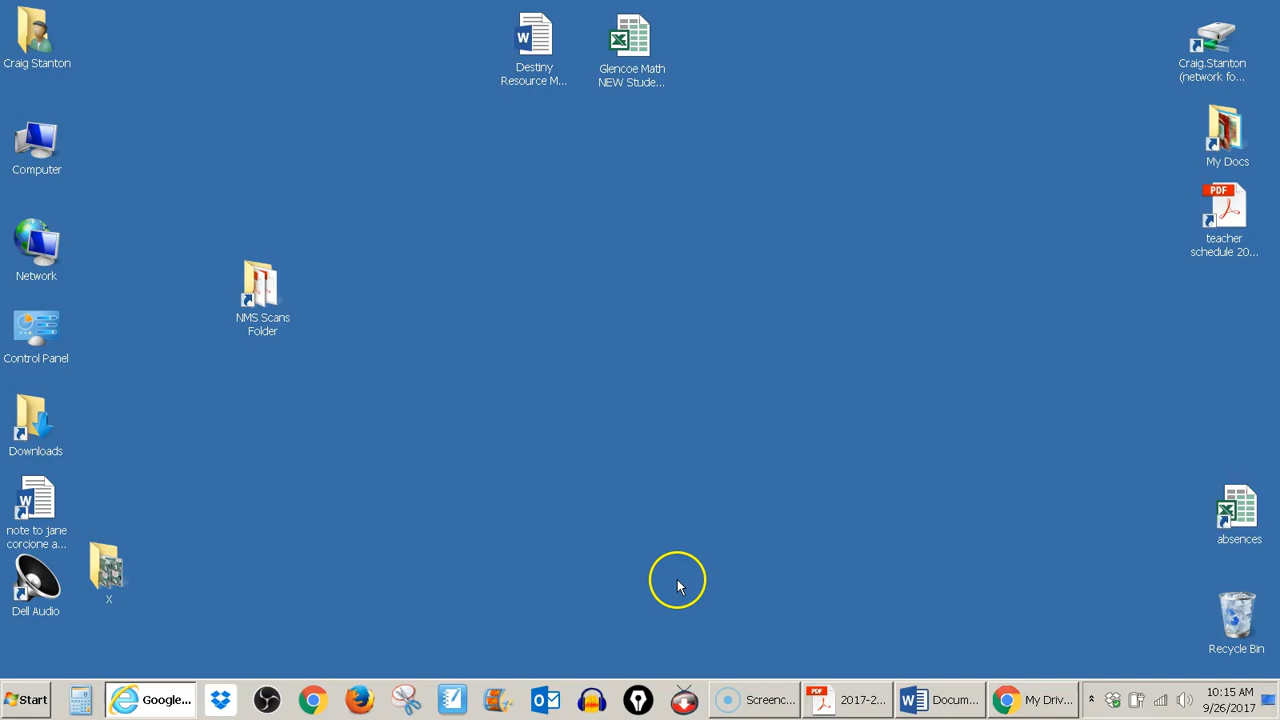 Craig Stanton
Destiny
Resource M...
Glencoe Math
NEW Stude...
Craig.Stanton
(network fo...
Computer
My Docs
PDF
teacher
schedule 20...
Network
NMS Scans
Folder
Control Panel
Downloads
note to jane
corcione a...
absences
X
Dell Audio
Recycle Bin
Start
Google...
Screenc...
PDF
2017-2...
Docum...
My Driv...
10:15 AM
9/26/2017